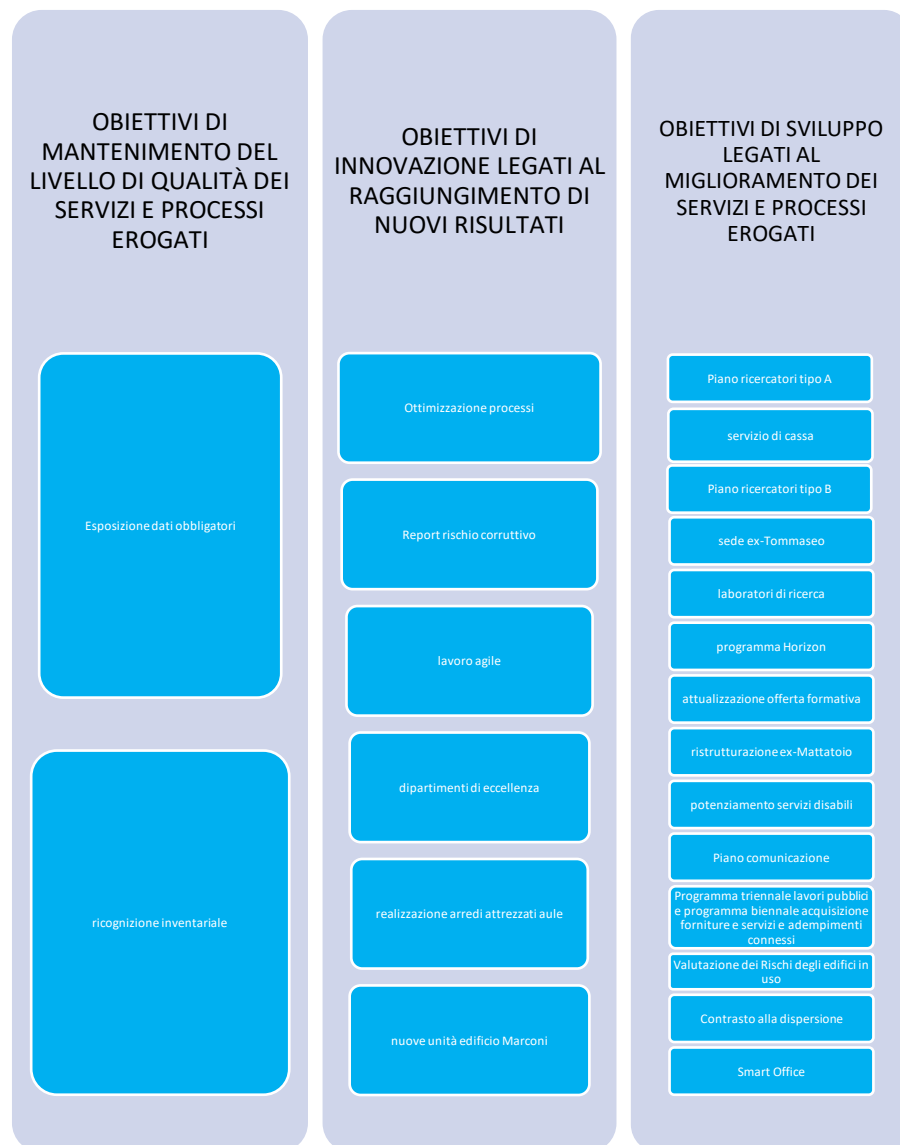 OBIETTIVI DI
MANTENIMENTO DEL
LIVELLO DI QUALITÀ DEI
SERVIZI E PROCESSI
EROGATI
Esposizione dati obbligatori
ricognizione inventariale
OBIETTIVI DI
INNOVAZIONE LEGATI AL
RAGGIUNGIMENTO DI
NUOVI RISULTATI
Ottimizzazione processi
Report rischio corruttivo
lavoro agile
dipartimenti di eccellenza
realizzazione arredi attrezzati aule
nuove unità edificio Marconi
OBIETTIVI DI SVILUPPO
LEGATI AL
MIGLIORAMENTO DEI
SERVIZI E PROCESSI
EROGATI
Piano ricercatori tipo A
servizio di cassa
Piano ricercatori tipo B
sede ex-Tommaseo
laboratori di ricerca
programma Horizon
attualizzazione offerta formativa
ristrutturazione ex-Mattatoio
potenziamento servizi disabili
Piano comunicazione
Programma triennale lavori pubblici
e programma biennale acquisizione
forniture e servizi e adempimenti
connessi
Valutazione dei Rischi degli edifici in
uso
Contrasto alla dispersione
Smart Office